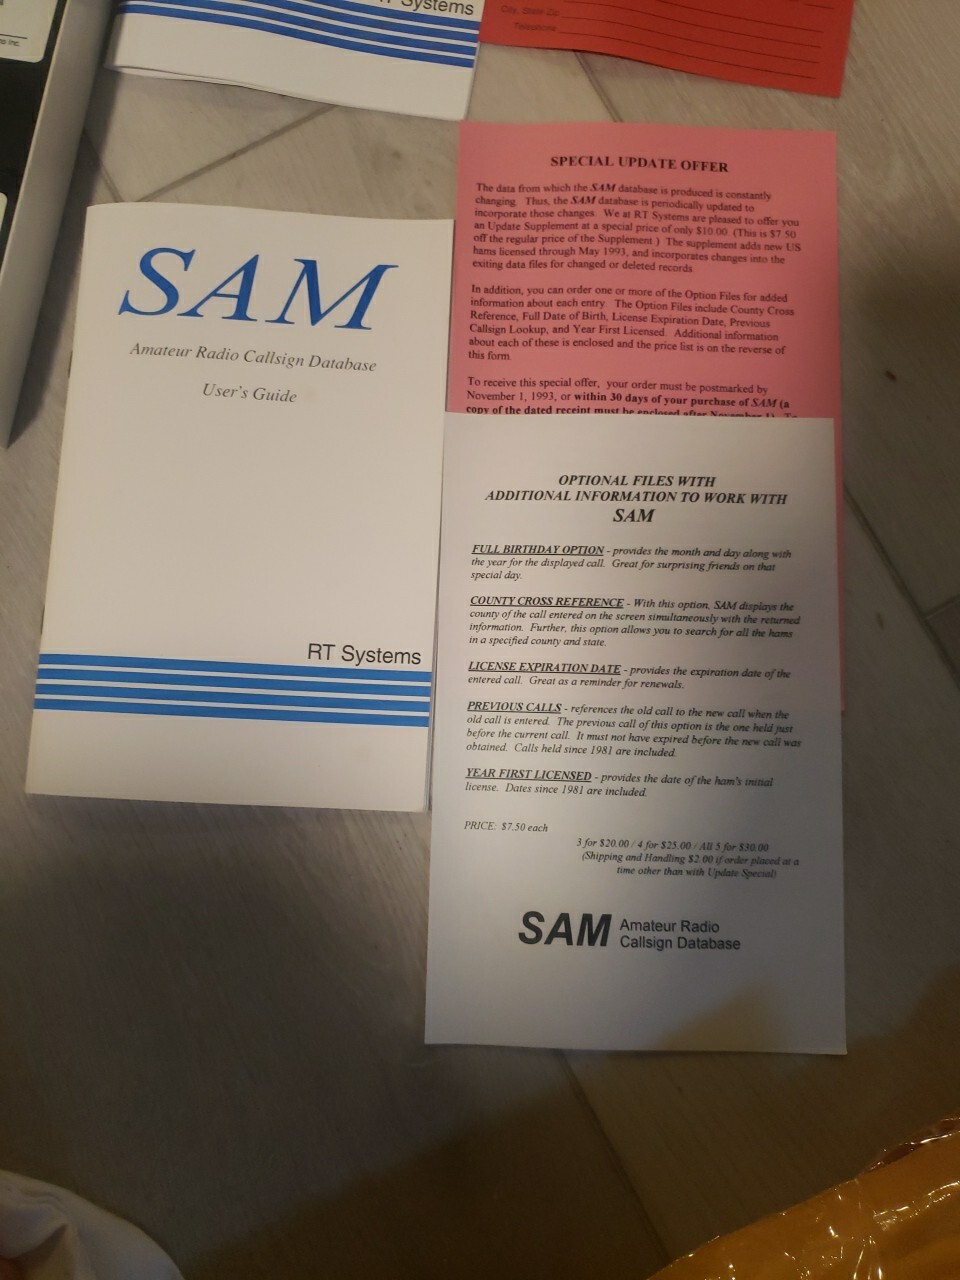 Systems
City, State Zip
Telephone
SPECIAL UPDATE OFFER
The data from which the SAM database is produced is constantly
changing. Thus, the SAM database is periodically updated to
incorporate those changes. We at RT Systems are pleased to offer you
an Update Supplement at a special price of only $10.00. (This is $7.50
off the regular price of the Supplement.) The supplement adds new US
hams licensed through May 1993, and incorporates changes into the
exiting data files for changed or deleted records
In addition, you can order one or more of the Option Files for added
information about each entry. The Option Files include County Cross
Reference, Full Date of Birth, License Expiration Date, Previous
Callsign Lookup, and Year First Licensed. Additional information
about each of these is enclosed and the price list is on the reverse of
this form.
To receive this special offer, your order must be postmarked by
November 1, 1993, or within 30 days of your purchase of SAM (a
copy of the dated receipt must be enclosed after November 1). To
SAM
Amateur Radio Callsign Database
User's Guide
RT Systems
OPTIONAL FILES WITH
ADDITIONAL INFORMATION TO WORK WITH
SAM
FULL BIRTHDAY OPTION - provides the month and day along with
the year for the displayed call. Great for surprising friends on that
special day.
COUNTY CROSS REFERENCE - With this option, SAM displays the
county of the call entered on the screen simultaneously with the returned
information. Further, this option allows you to search for all the hams
in a specified county and state.
LICENSE EXPIRATION DATE - provides the expiration date of the
entered call. Great as a reminder for renewals.
PREVIOUS CALLS - references the old call to the new call when the
old call is entered. The previous call of this option is the one held just
before the current call. It must not have expired before the new call was
obtained. Calls held since 1981 are included.
YEAR FIRST LICENSED - provides the date of the ham's initial
license. Dates since 1981 are included.
PRICE: $7.50 each
3 for $20.00 / 4 for $25.00 / All 5 for $30.00
(Shipping and Handling $2.00 if order placed at a
time other than with Update Special)
SAM Amateur Radio
Callsign Database